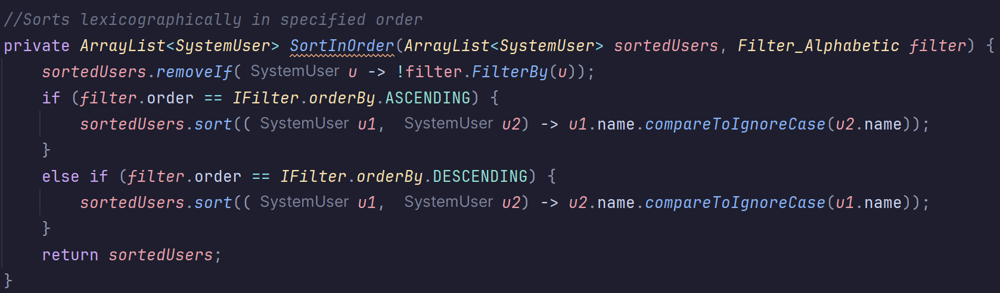 //Sorts lexicographically in specified order
private ArrayList<SystemUser> SortInOrder(ArrayList<SystemUser> sortedUsers, Filter_Alphabetic filter) {
    sortedUsers.removeIf( SystemUser u -> !filter.FilterBy(u));
    if (filter.order == IFilter.orderBy.ASCENDING) {
        sortedUsers.sort(( SystemUser u1, SystemUser u2) -> u1.name.compareToIgnoreCase(u2.name));
    }
    else if (filter.order == IFilter.orderBy.DESCENDING) {
        sortedUsers.sort(( SystemUser u1, SystemUser u2) -> u2.name.compareToIgnoreCase(u1.name));
    }
    return sortedUsers;
}